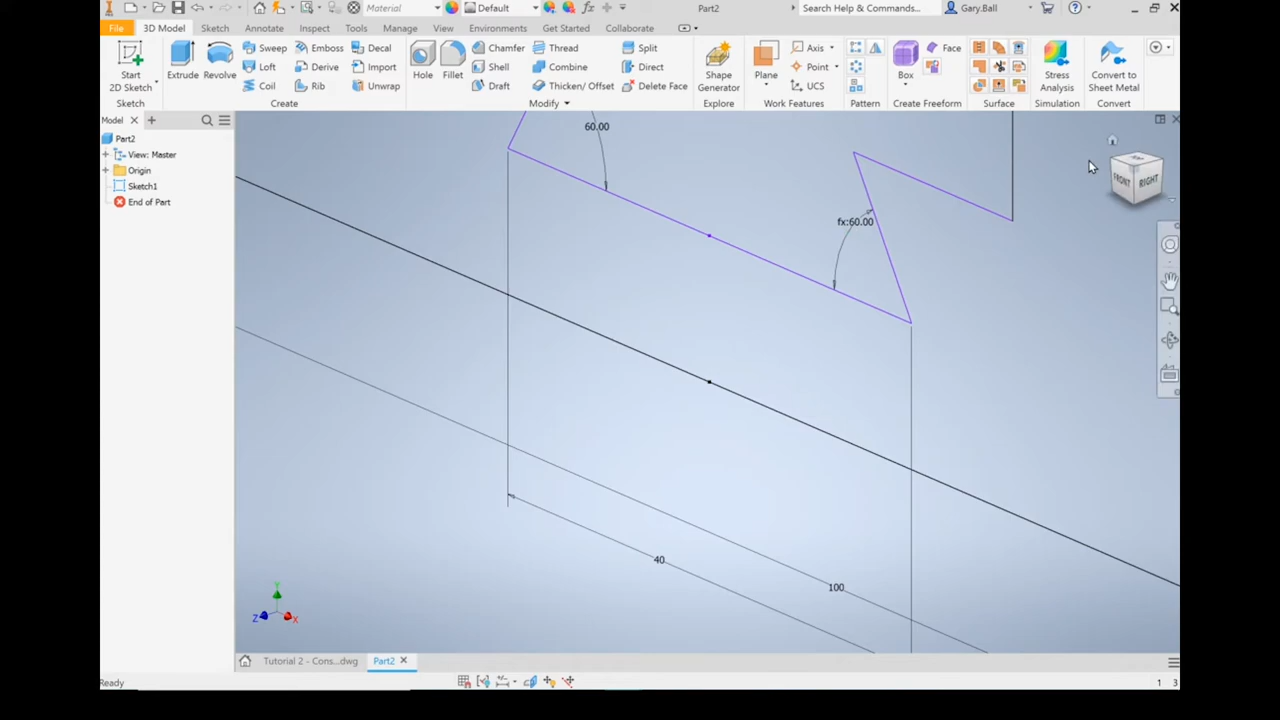 Material
Default
fx
Part2
Search Help & Commands...
Gary.Ball
File
3D Model
Sketch
Annotate
Inspect
Tools
Manage
View
Environments
Get Started
Collaborate
Start
2D Sketch
Extrude
Revolve
Sweep
Emboss
Decal
Loft
Derive
Import
Coil
Rib
Unwrap
Hole
Fillet
Chamfer
Thread
Split
Shell
Combine
Direct
Draft
Thicken/ Offset
Delete Face
Shape
Generator
Plane
Axis
Point
UCS
Box
Face
Stress
Analysis
Convert to
Sheet Metal
Sketch
Create
Modify
Explore
Work Features
Pattern
Create Freeform
Surface
Simulation
Convert
Model
Part2
View: Master
Origin
Sketch1
End of Part
60.00
fx:60.00
FRONT
RIGHT
40
100
Y
Z
X
Tutorial 2 - Cons...dwg
Part2
Ready
1
3